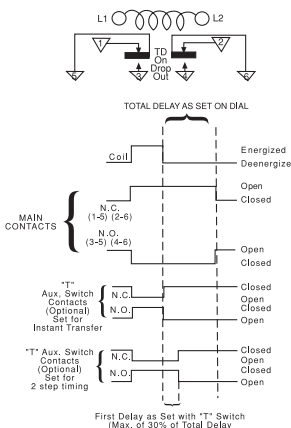 L1 L2
1 2
TD
On
Drop
Out
5 3 4 6
TOTAL DELAY AS SET ON DIAL
Coil
Energized
Deenergize
MAIN
CONTACTS
N.C.
(1-5) (2-6)
Open
Closed
N.O.
(3-5) (4-6)
Open
Closed
"T"
Aux, Switch
Contacts
(Optional)
Set for
Instant Transfer
N.C.
N.O.
Closed
Open
Closed
Open
"T" Aux. Switch
Contacts
(Optional)
Set for
2 step timing
N.C.
N.O.
Closed
Open
Closed
Open
First Delay as Set with "T" Switch
(Max. of 30% of Total Delay